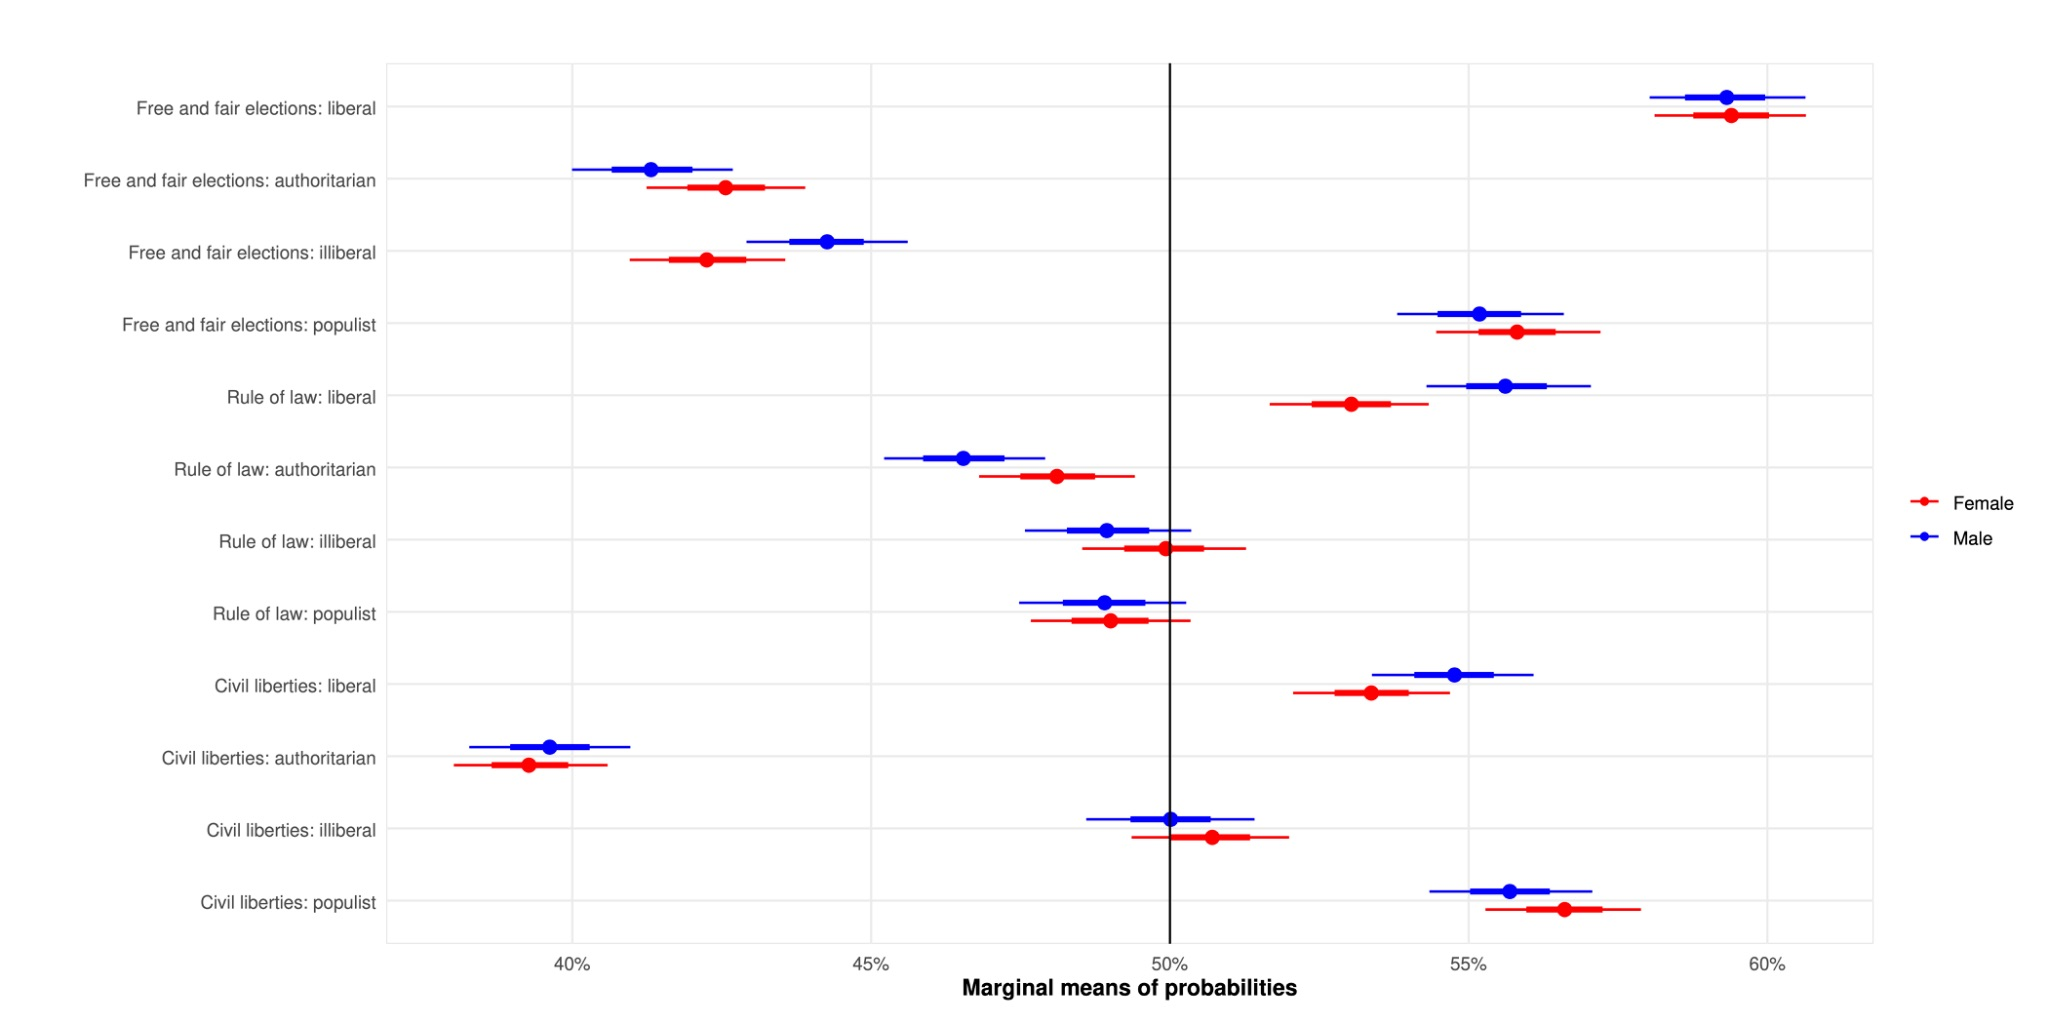 Free and fair elections: liberal
Free and fair elections: authoritarian
Free and fair elections: illiberal
Free and fair elections: populist
Rule of law: liberal
Rule of law: authoritarian
Rule of law: illiberal
Rule of law: populist
Civil liberties: liberal
Civil liberties: authoritarian
Civil liberties: illiberal
Civil liberties: populist
40% 45% 50% 55% 60%
Marginal means of probabilities
Female
Male